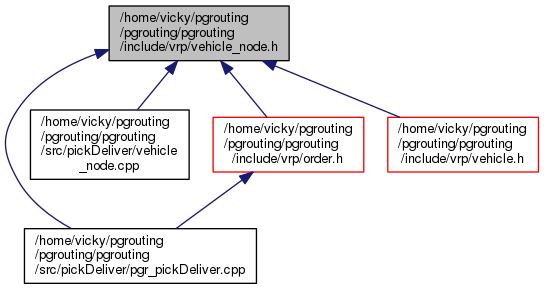 /home/vicky/pgrouting
/pgrouting/pgrouting
/include/vrp/vehicle_node.h
/home/vicky/pgrouting
/pgrouting/pgrouting
/src/pickDeliver/vehicle
_node.cpp
/home/vicky/pgrouting
/pgrouting/pgrouting
/include/vrp/order.h
/home/vicky/pgrouting
/pgrouting/pgrouting
/include/vrp/vehicle.h
/home/vicky/pgrouting
/pgrouting/pgrouting
/src/pickDeliver/pgr_pickDeliver.cpp